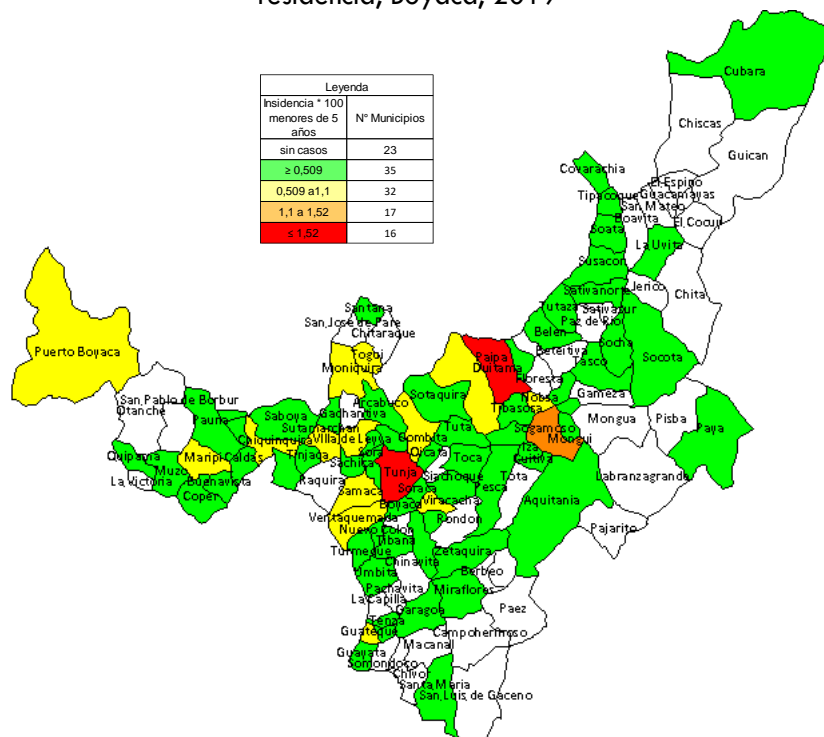 residencia, Boyacá, 2019
Leyenda
Incidencia * 100 menores de 5 años
N° Municipios
sin casos 23
≥ 0,509 35
0,509 a1,1 32
1,1 a 1,52 17
≤ 1,52 16
Cubara
Chiscas
Guican
Covarachia
El Espino
Tipacoque
Guacamayas
San Mateo
Boavita
El Cocuy
Soata
La Uvita
Susacon
Jerico
Chita
Sativanorte
Sativasur
Tutaza
Paz de Rio
Belen
Socha
Socota
Beteitiva
Tasco
Santana
San Jose de Pare
Chitaraque
Togui
Moniquira
Puerto Boyaca
Paipa
Duitama
Floresta
Nobsa
Gameza
Tibasosa
Mongua
Pisba
Paya
San Pablo de Borbur
Otanche
Pauna
Saboya
Gachantiva
Arcabuco
Sotaquira
Sutamarchan
Chiquinquira
Villa de Leyva
Combita
Tuta
Sogamoso
Mongui
Quipama
Maripi
Caldas
Tinjaca
Sora
Oicata
Toca
Iza
Cuitiva
Muzo
Sachica
Labranzagrande
La Victoria
Buenavista
Raquira
Tunja
Siachoque
Pesca
Tota
Coper
Samaca
Soraca
Viracacha
Aquitania
Boyaca
Ventaquemada
Rondon
Pajarito
Nuevo Colon
Tibana
Turmeque
Zetaquira
Chinavita
Umbita
Berbeo
Pachavita
Miraflores
La Capilla
Paez
Garagoa
Tenza
Guateque
Campohermoso
Macanal
Guayata
Somondoco
Chivor
Santa Maria
San Luis de Gaceno